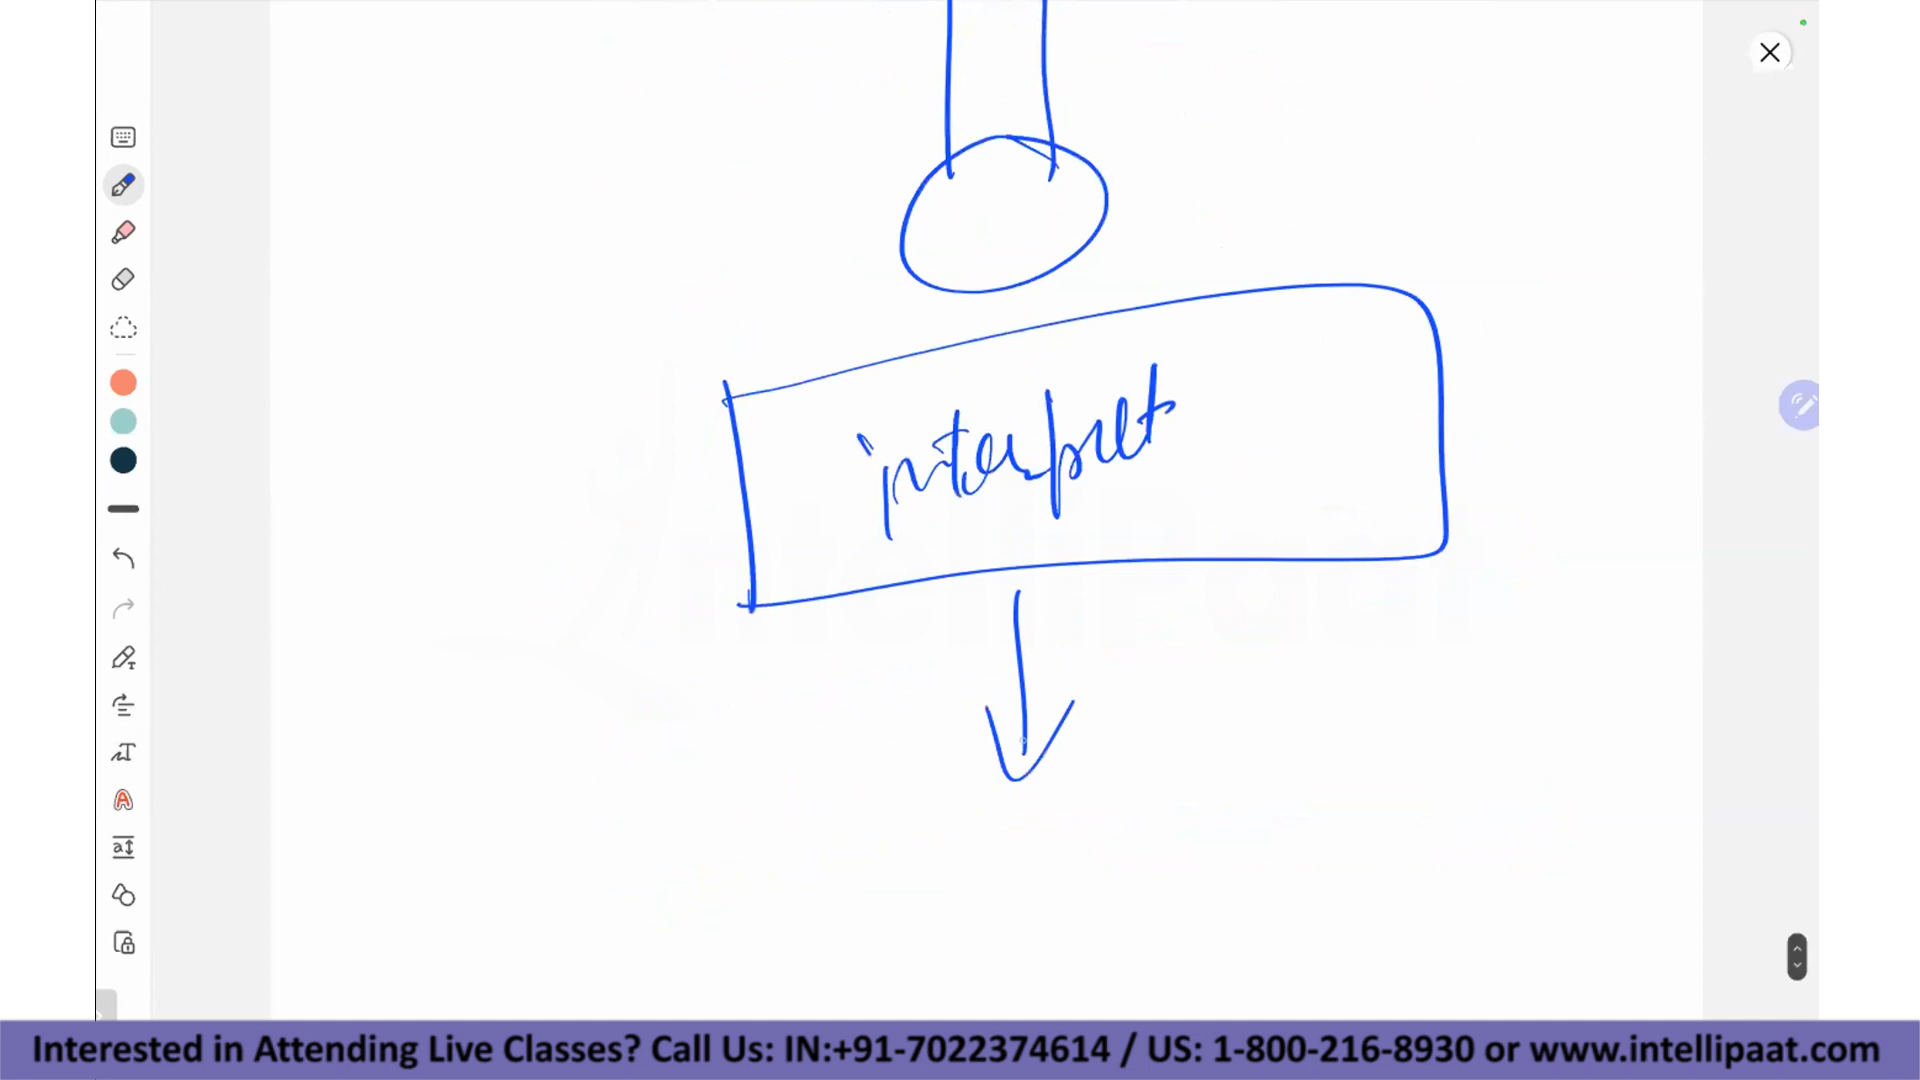 interpret
Interested in Attending Live Classes? Call Us: IN:+91-7022374614 / US: 1-800-216-8930 or www.intellipaat.com